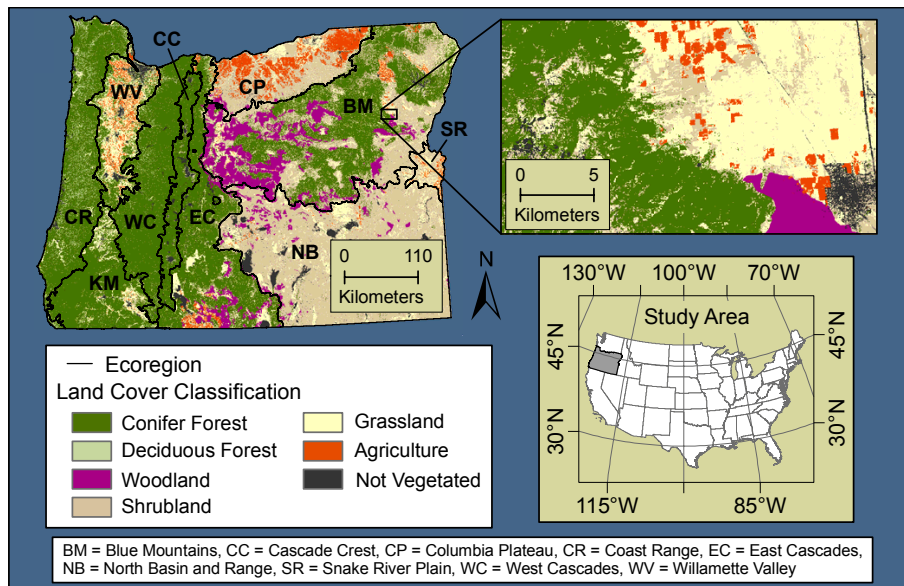 CC
WV
CP
BM
SR
CR
WC
EC
NB
KM
0 110
Kilometers
N
0 5
Kilometers
130°W 100°W 70°W
Study Area
45°N 45°N
30°N 30°N
115°W 85°W
Ecoregion
Land Cover Classification
Conifer Forest
Deciduous Forest
Woodland
Shrubland
Grassland
Agriculture
Not Vegetated
BM = Blue Mountains, CC = Cascade Crest, CP = Columbia Plateau, CR = Coast Range, EC = East Cascades,
NB = North Basin and Range, SR = Snake River Plain, WC = West Cascades, WV = Willamette Valley